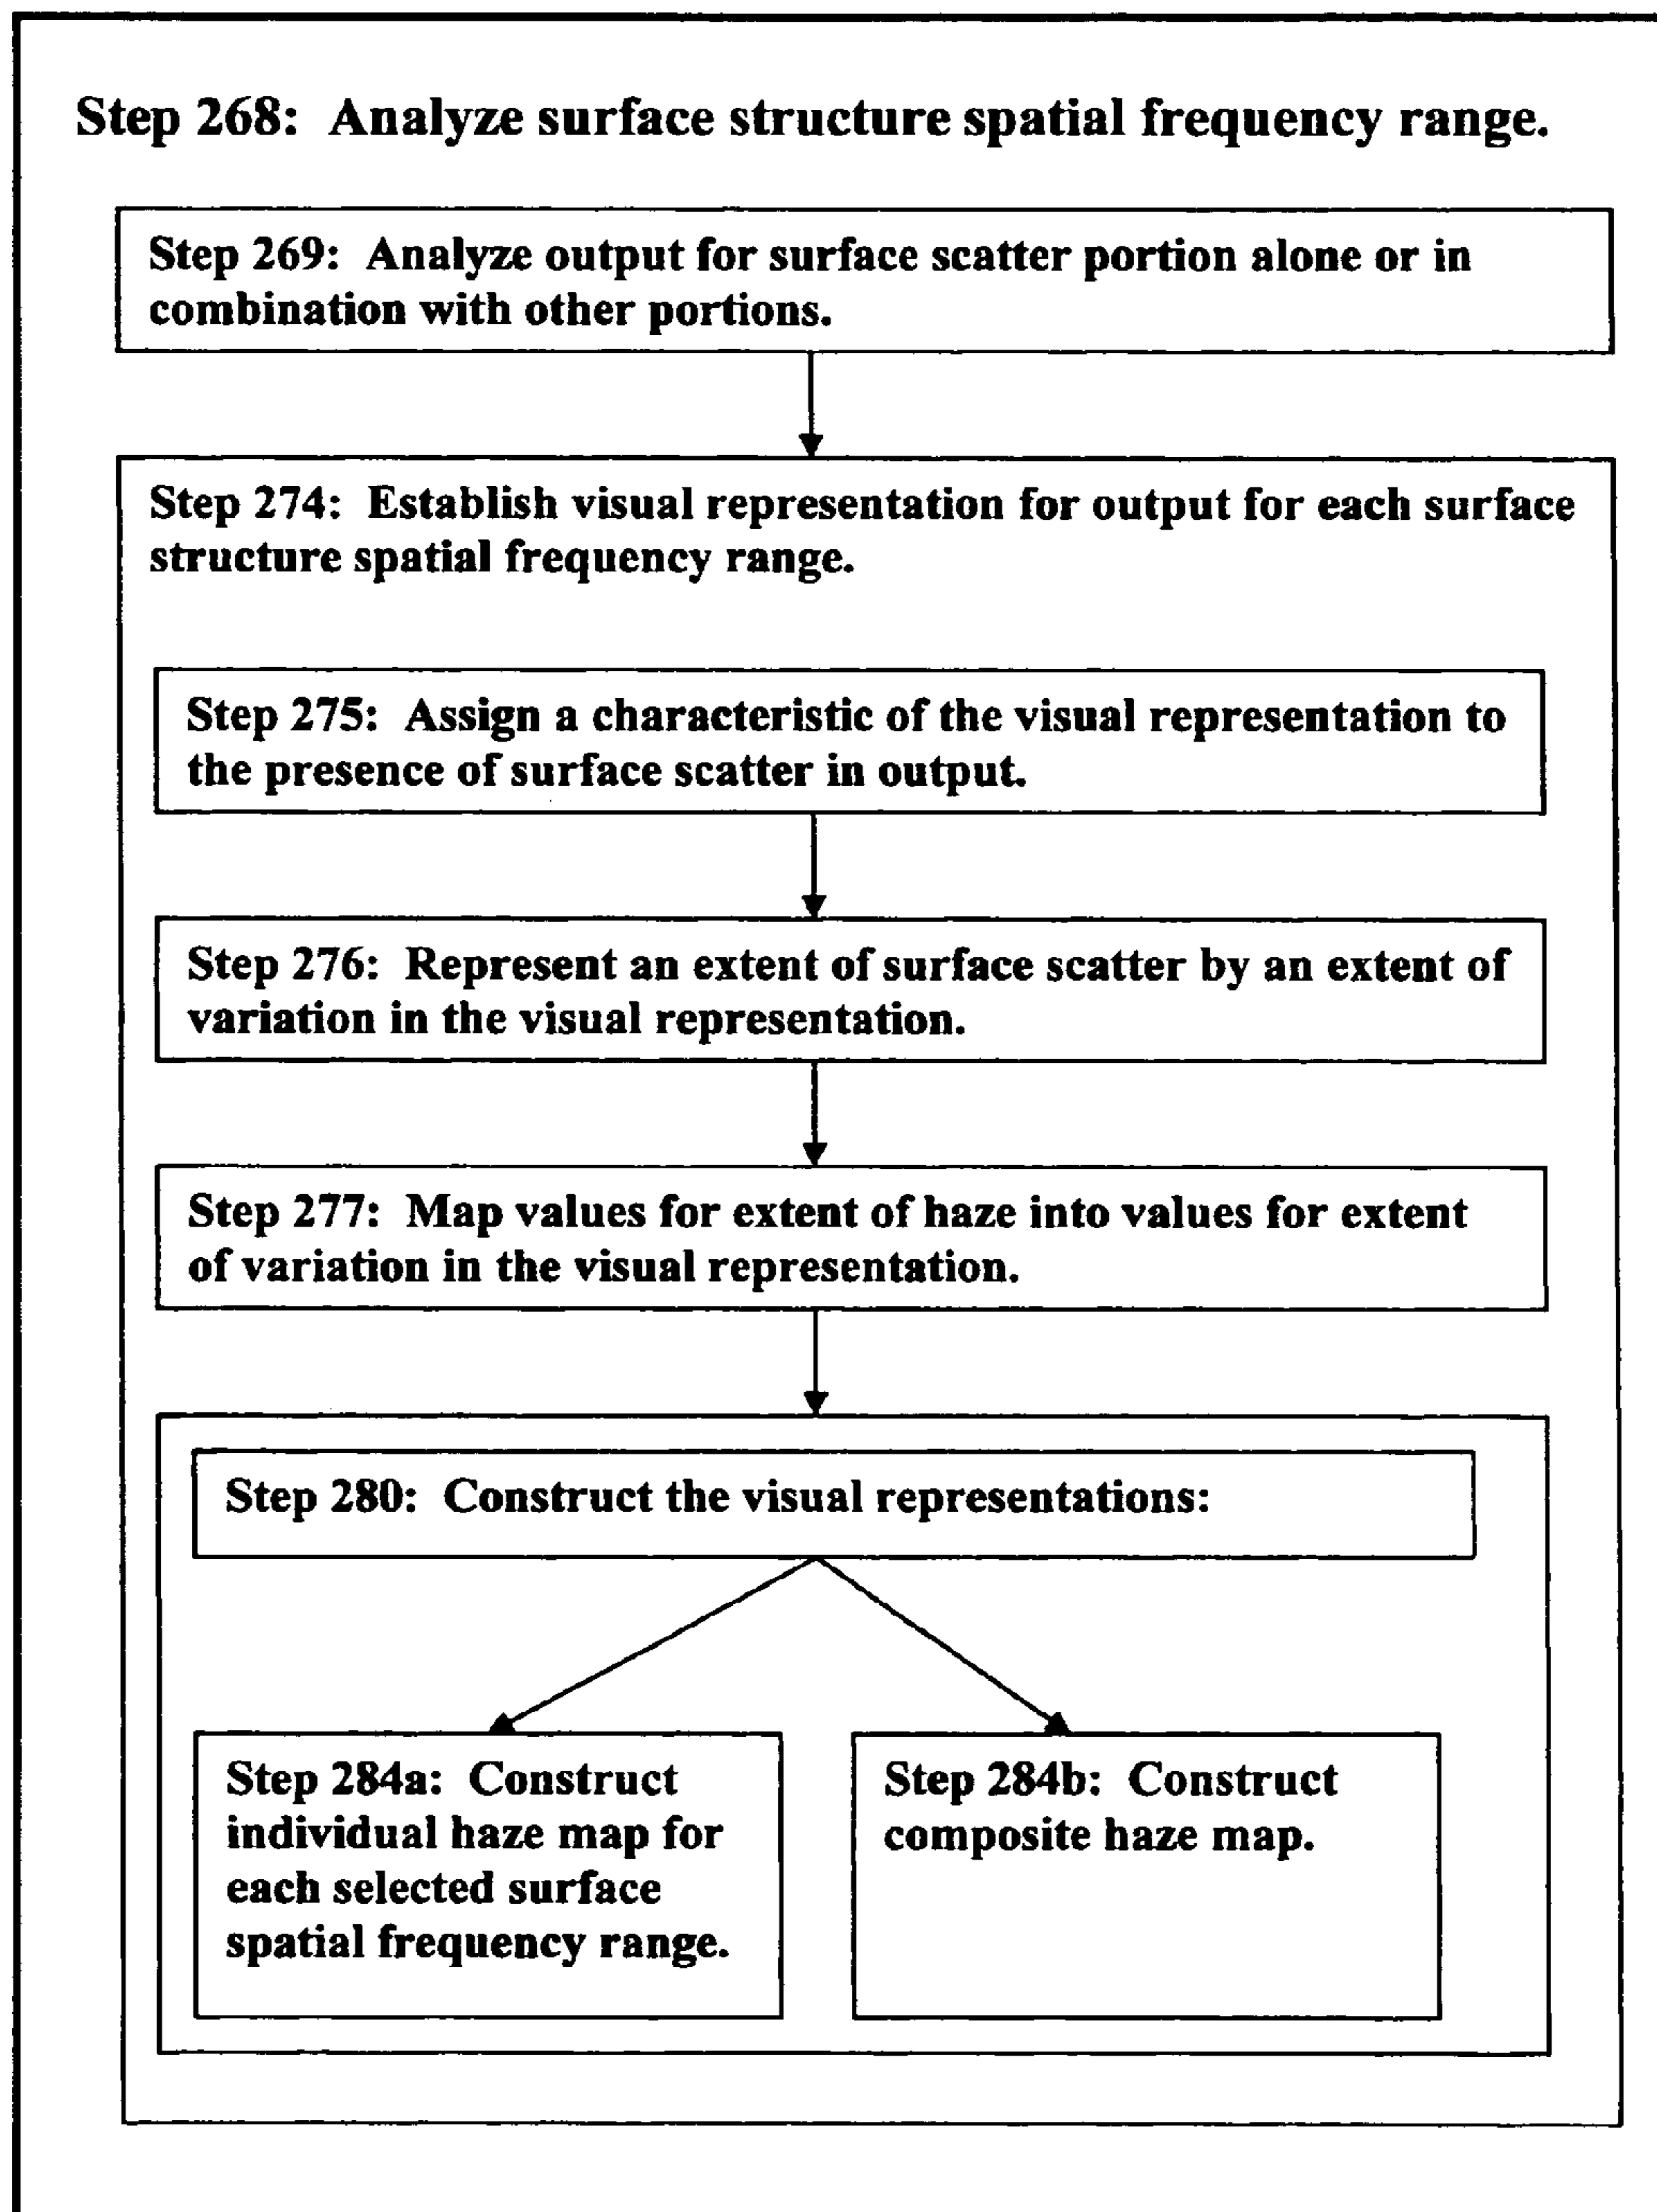 Step 268: Analyze surface structure spatial frequency range.
Step 269: Analyze output for surface scatter portion alone or in
combination with other portions.
Step 274: Establish visual representation for output for each surface
structure spatial frequency range.
Step 275: Assign a characteristic of the visual representation to
the presence of surface scatter in output.
Step 276: Represent an extent of surface scatter by an extent of
variation in the visual representation.
Step 277: Map values for extent of haze into values for extent
of variation in the visual representation.
Step 280: Construct the visual representations:
Step 284a: Construct
individual haze map for
each selected surface
spatial frequency range.
Step 284b: Construct
composite haze map.